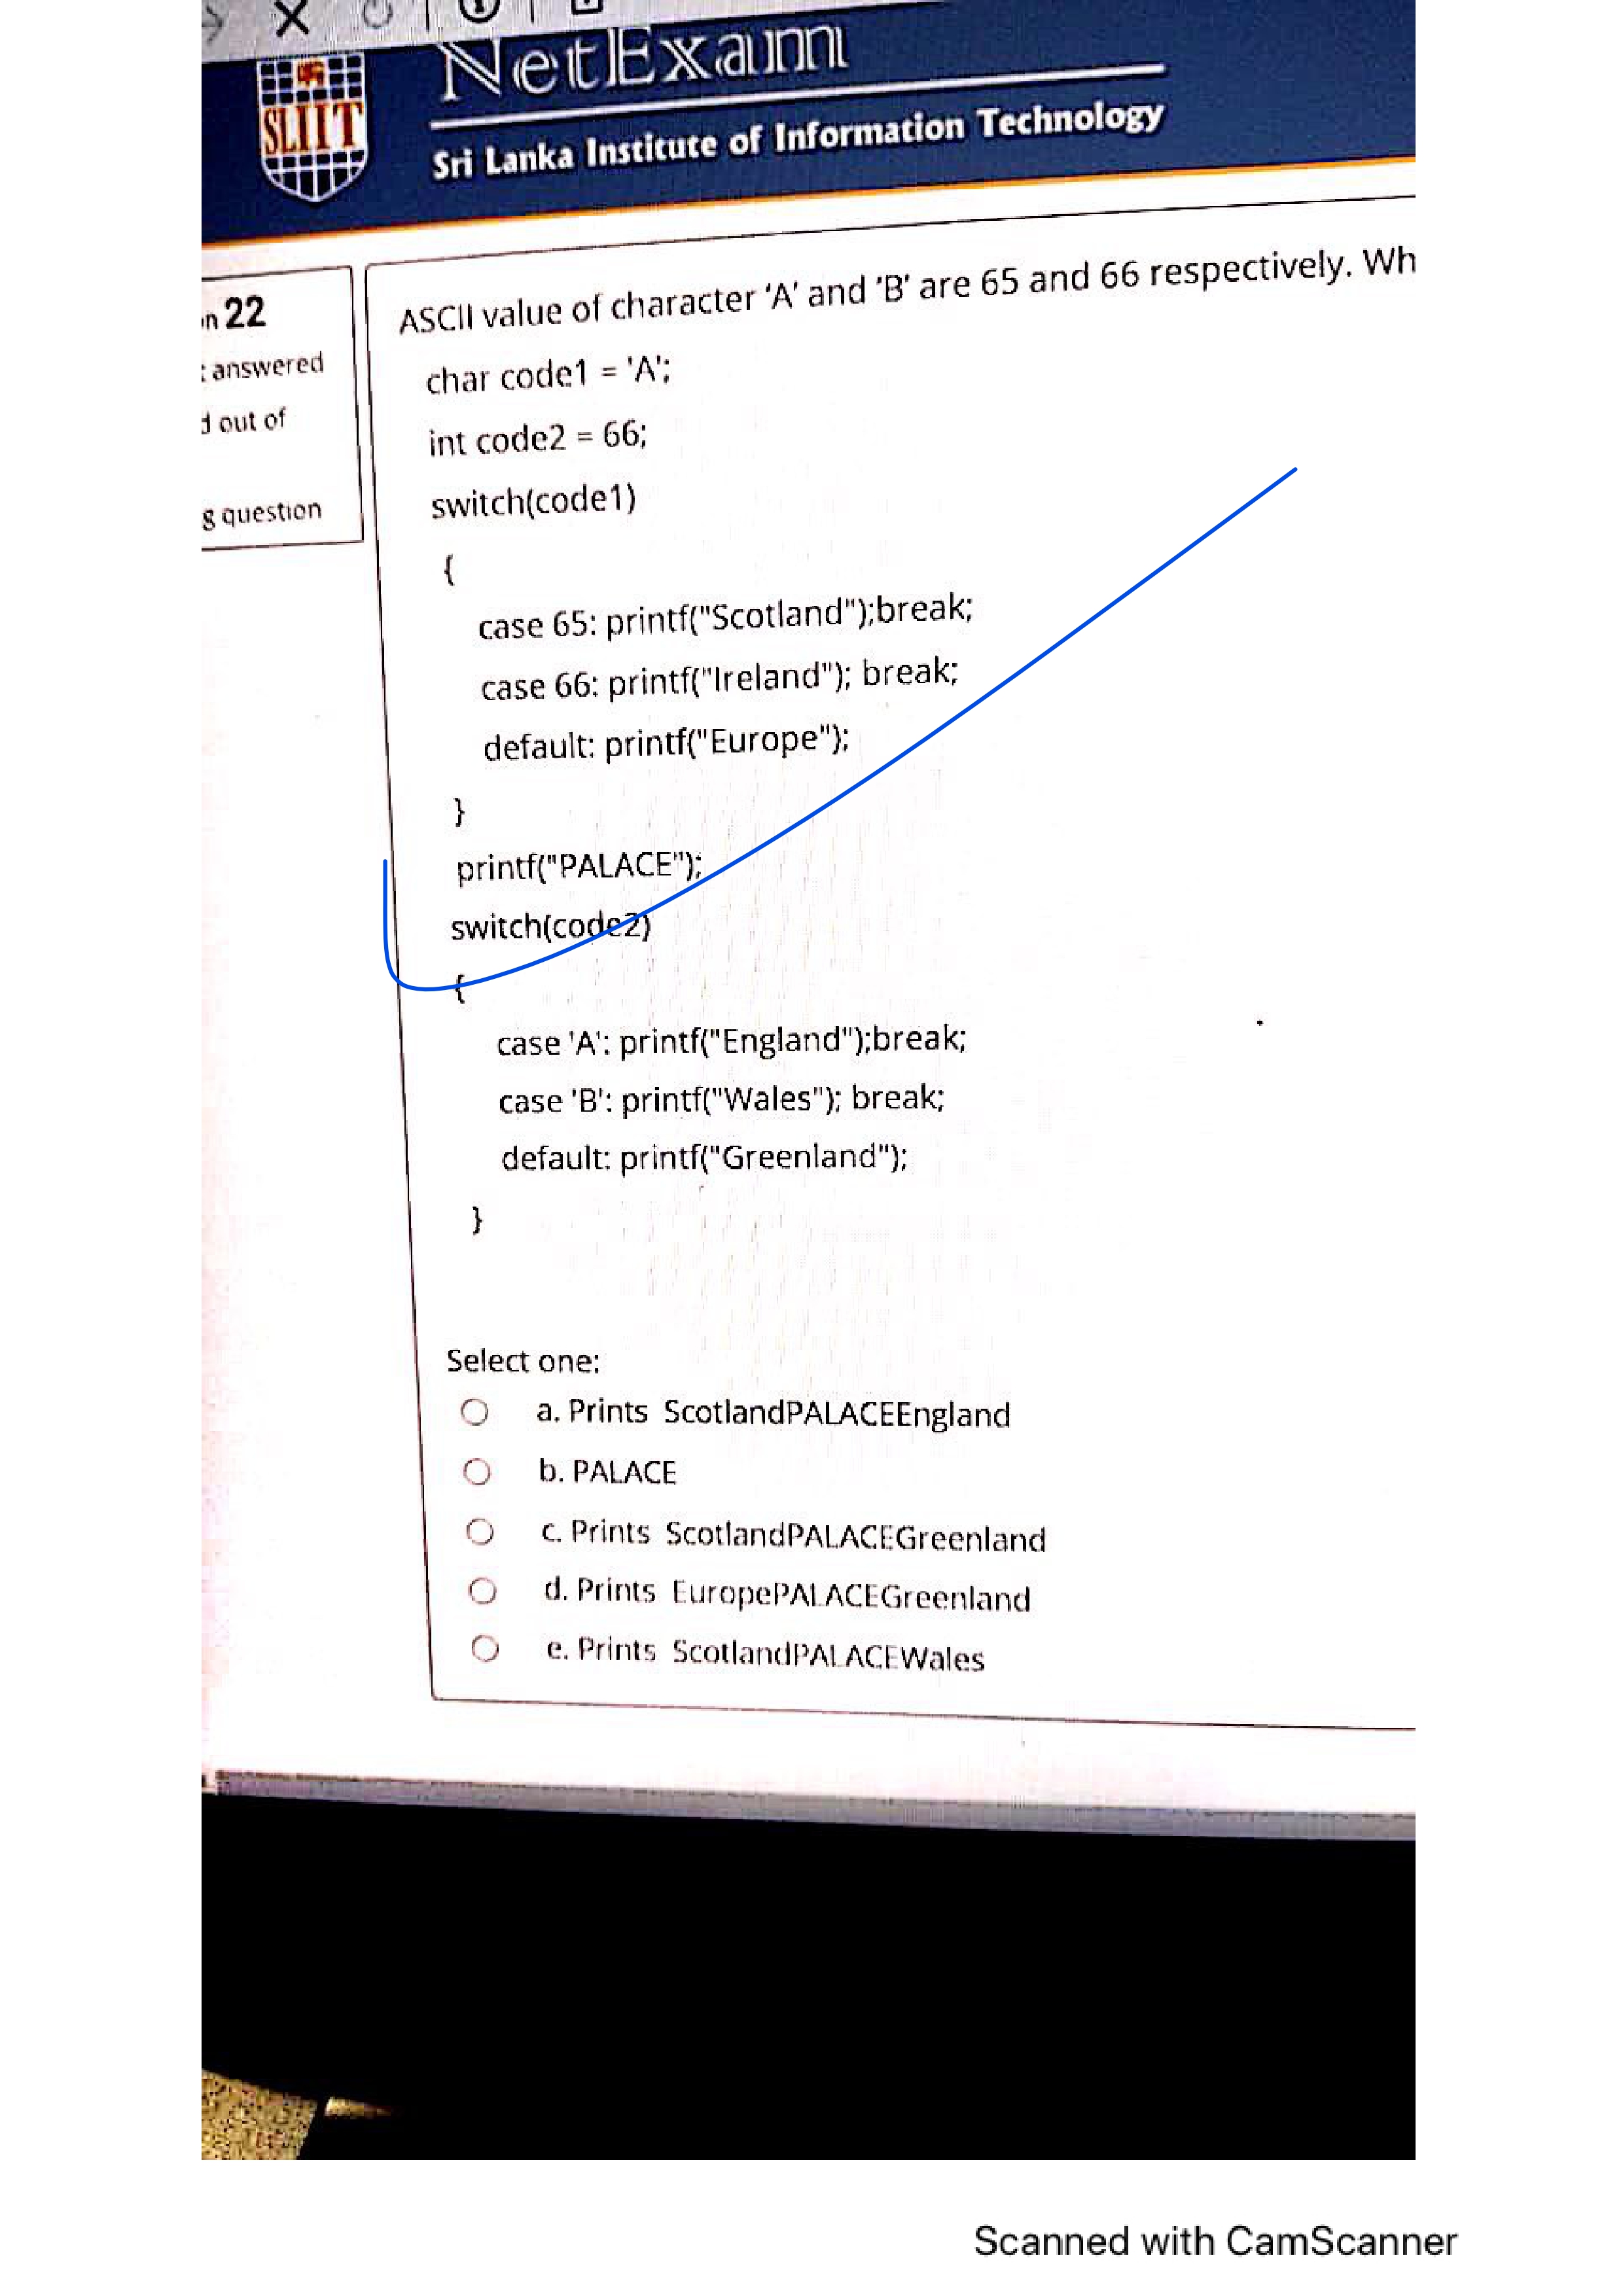 NetExam
SLIIT
Sri Lanka Institute of Information Technology
22
answered
out of
question
ASCII value of character 'A' and 'B' are 65 and 66 respectively. Wh
char code1 = 'A';
int code2 = 66;
switch(code1)
{
case 65: printf("Scotland");break;
case 66: printf("Ireland"); break;
default: printf("Europe");
}
printf("PALACE");
switch(code2)
{
case 'A': printf("England");break;
case 'B': printf("Wales"); break;
default: printf("Greenland");
}
Select one:
a. Prints ScotlandPALACEEngland
b. PALACE
c. Prints ScotlandPALACEGreenland
d. Prints EuropePALACEGreenland
e. Prints ScotlandPALACEWales
Scanned with CamScanner